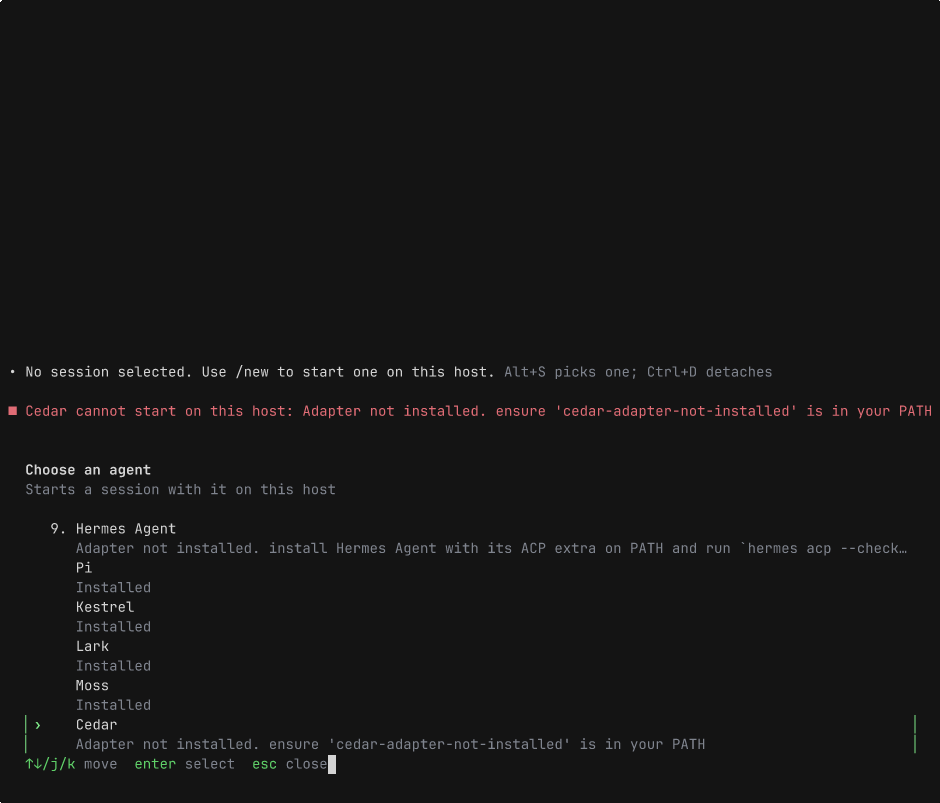 • No session selected. Use /new to start one on this host. Alt+S picks one; Ctrl+D detaches
■ Cedar cannot start on this host: Adapter not installed. ensure 'cedar-adapter-not-installed' is in your PATH
Choose an agent
Starts a session with it on this host
9. Hermes Agent
Adapter not installed. install Hermes Agent with its ACP extra on PATH and run `hermes acp --check…
Pi
Installed
Kestrel
Installed
Lark
Installed
Moss
Installed
› Cedar
Adapter not installed. ensure 'cedar-adapter-not-installed' is in your PATH
↑↓/j/k move  enter select  esc close